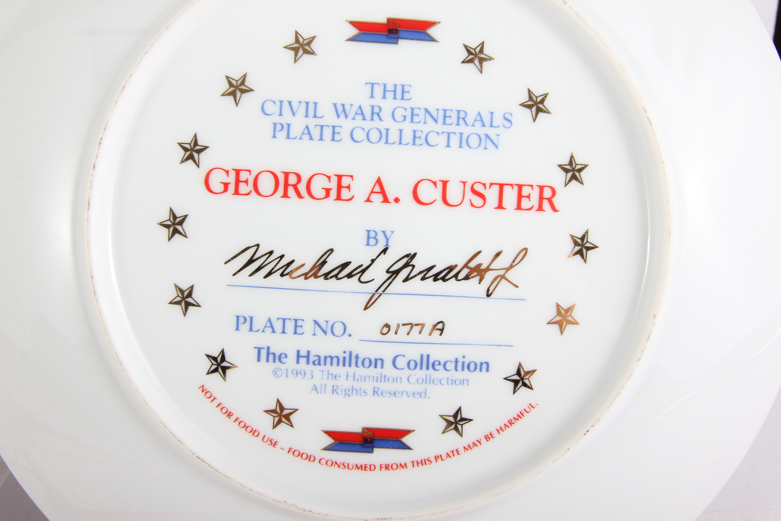 THE
CIVIL WAR GENERALS
PLATE COLLECTION
GEORGE A. CUSTER
BY
Michael
PLATE NO. 0177A
The Hamilton Collection
©1993 The Hamilton Collection
All Rights Reserved.
NOT FOR FOOD USE – FOOD CONSUMED FROM THIS PLATE MAY BE HARMFUL.